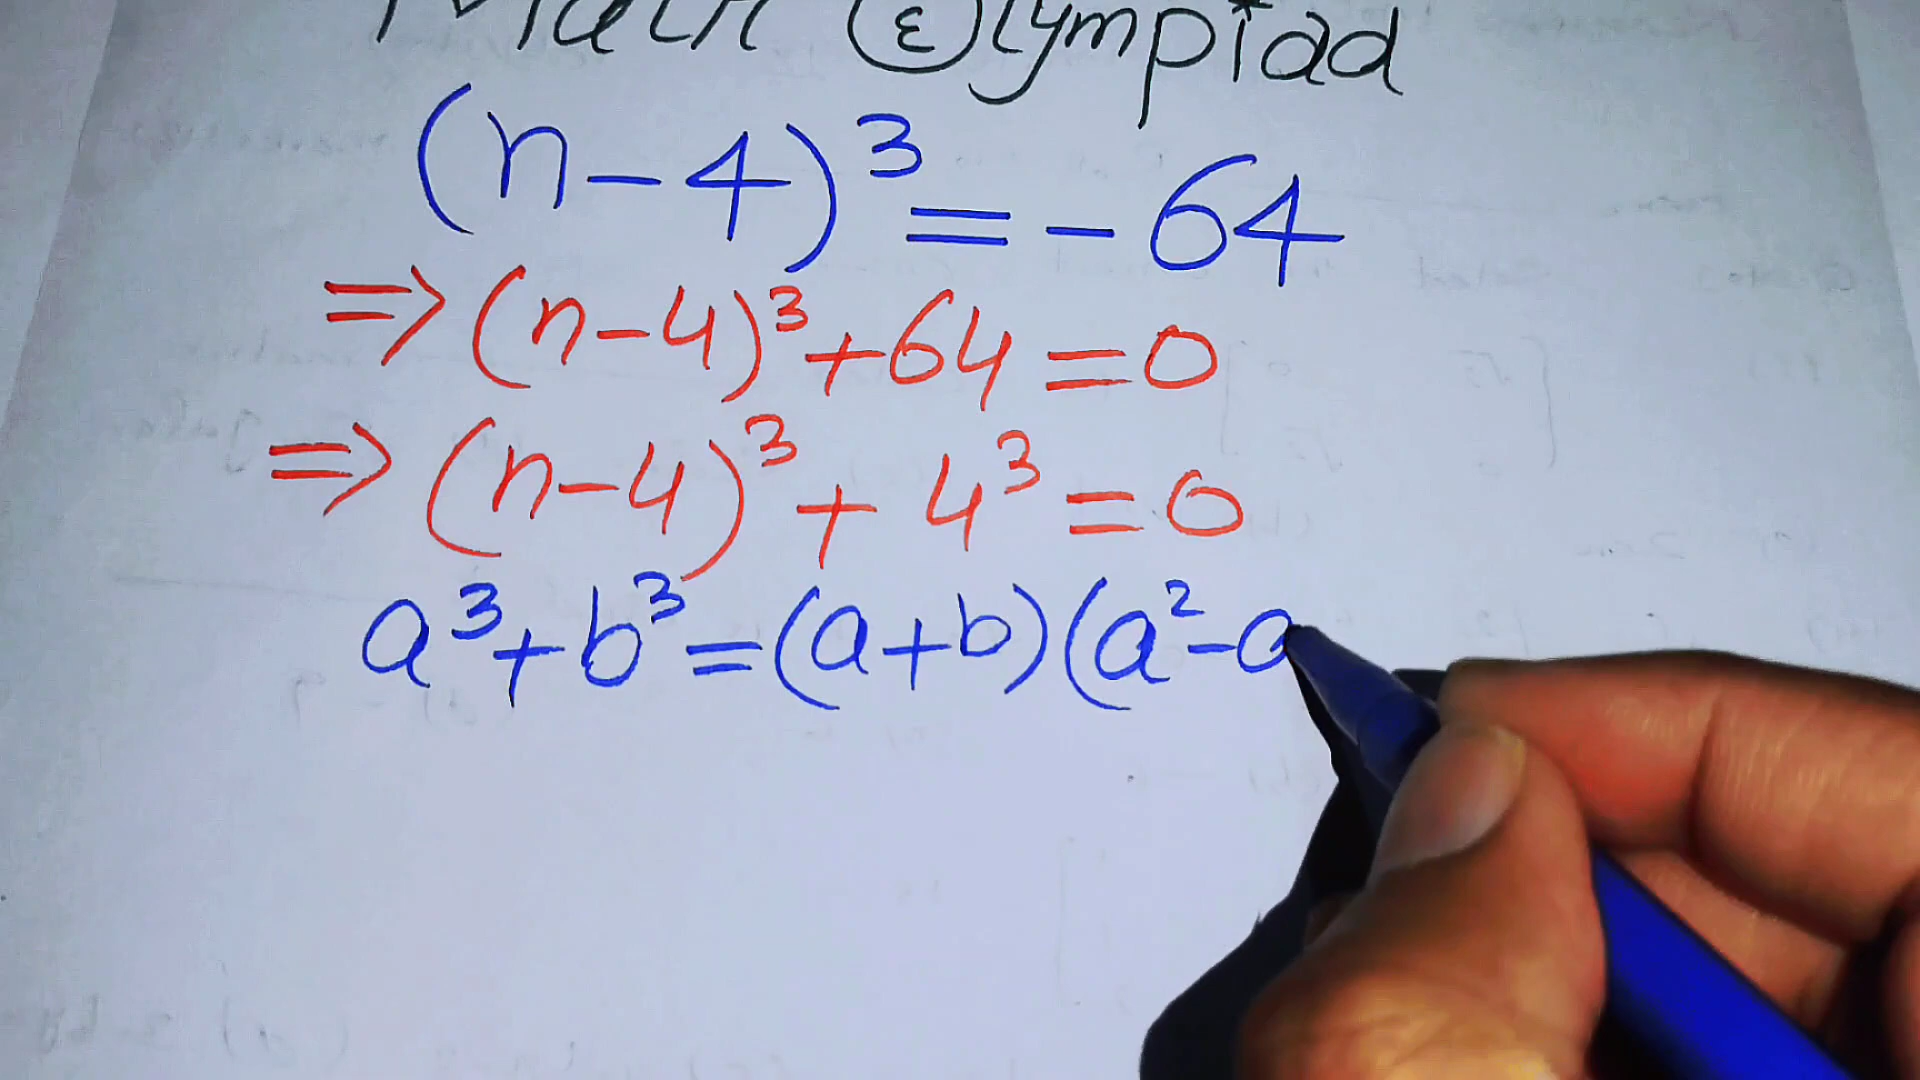 Math Olympiad
(n-4)³ = -64
⇒ (n-4)³ + 64 = 0
⇒ (n-4)³ + 4³ = 0
a³ + b³ = (a+b)(a² - a